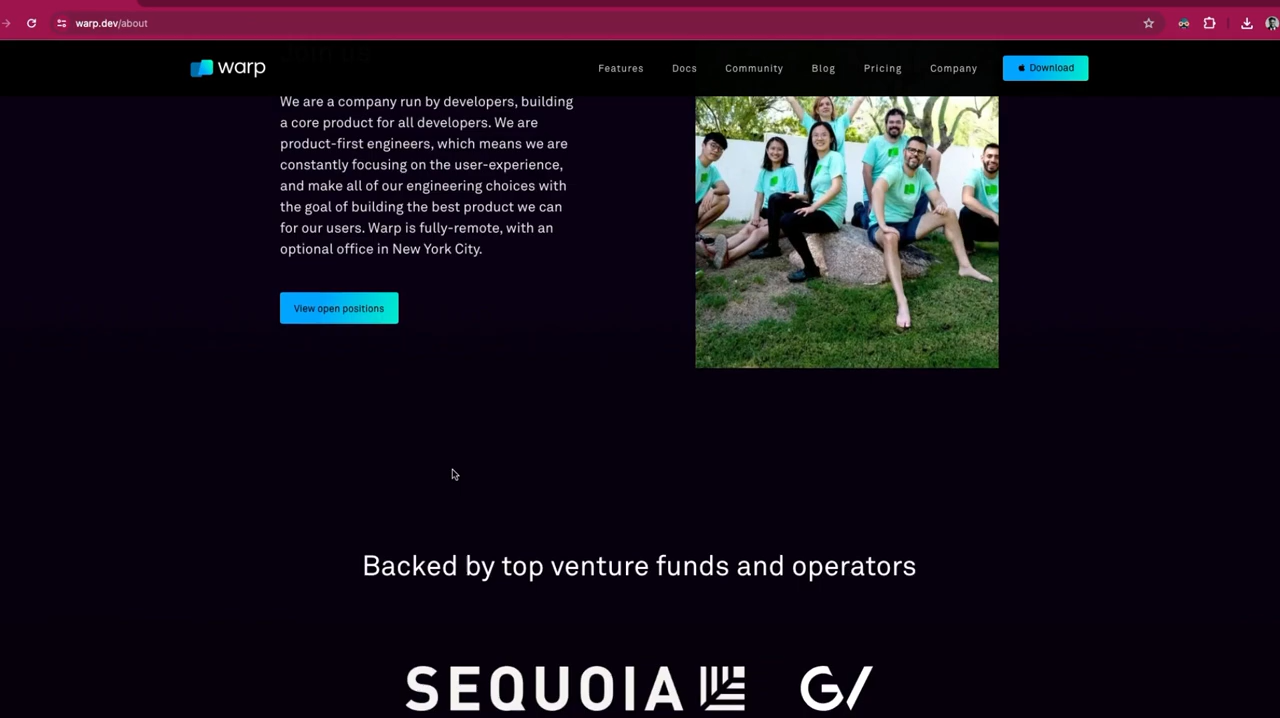 warp.dev/about
warp
Features
Docs
Community
Blog
Pricing
Company
Download
We are a company run by developers, building
a core product for all developers. We are
product-first engineers, which means we are
constantly focusing on the user-experience,
and make all of our engineering choices with
the goal of building the best product we can
for our users. Warp is fully-remote, with an
optional office in New York City.
View open positions
Backed by top venture funds and operators
SEQUOIA
GV